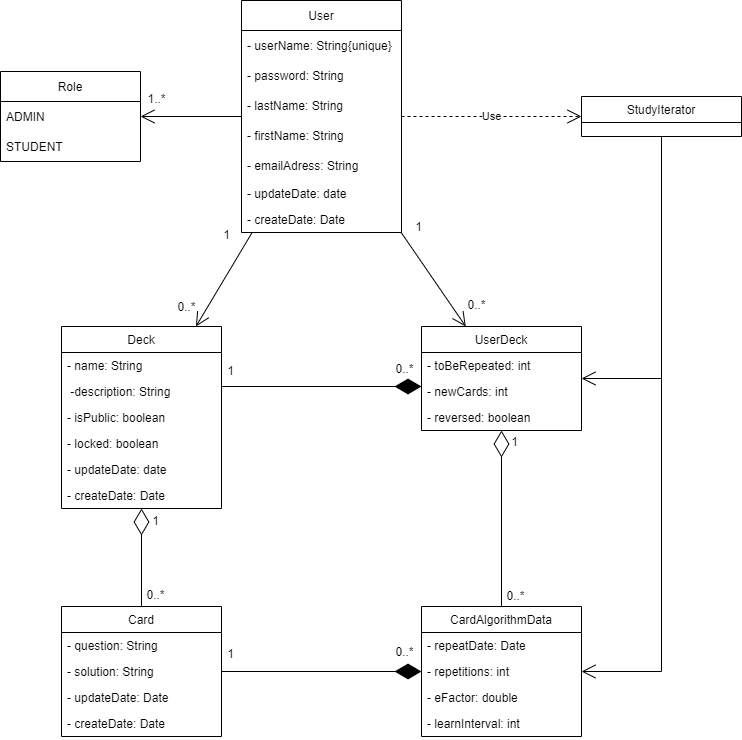 User
- userName: String{unique}
- password: String
- lastName: String
- firstName: String
- emailAdress: String
- updateDate: date
- createDate: Date
Role
ADMIN
STUDENT
1..*
Use
StudyIterator
1
1
0..*
0..*
Deck
- name: String
-description: String
- isPublic: boolean
- locked: boolean
- updateDate: date
- createDate: Date
1
0..*
UserDeck
- toBeRepeated: int
- newCards: int
- reversed: boolean
1
1
0..*
0..*
Card
- question: String
- solution: String
- updateDate: Date
- createDate: Date
1
0..*
CardAlgorithmData
- repeatDate: Date
- repetitions: int
- eFactor: double
- learnInterval: int